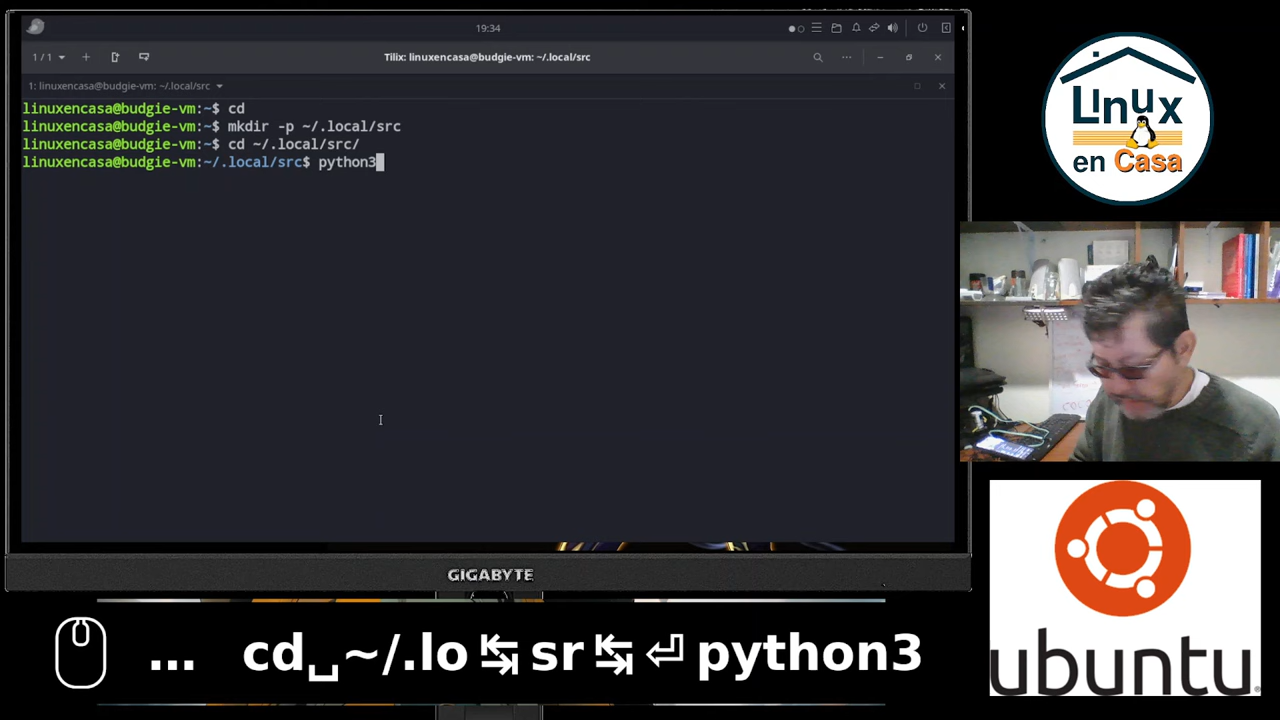 19:34
1 / 1
Tilix: linuxencasa@budgie-vm: ~/.local/src
1: linuxencasa@budgie-vm: ~/.local/src
linuxencasa@budgie-vm:~$ cd
linuxencasa@budgie-vm:~$ mkdir -p ~/.local/src
linuxencasa@budgie-vm:~$ cd ~/.local/src/
linuxencasa@budgie-vm:~/.local/src$ python3
GIGABYTE
... cd␣~/.lo↹sr↹⏎python3
Linux
en Casa
ubuntu